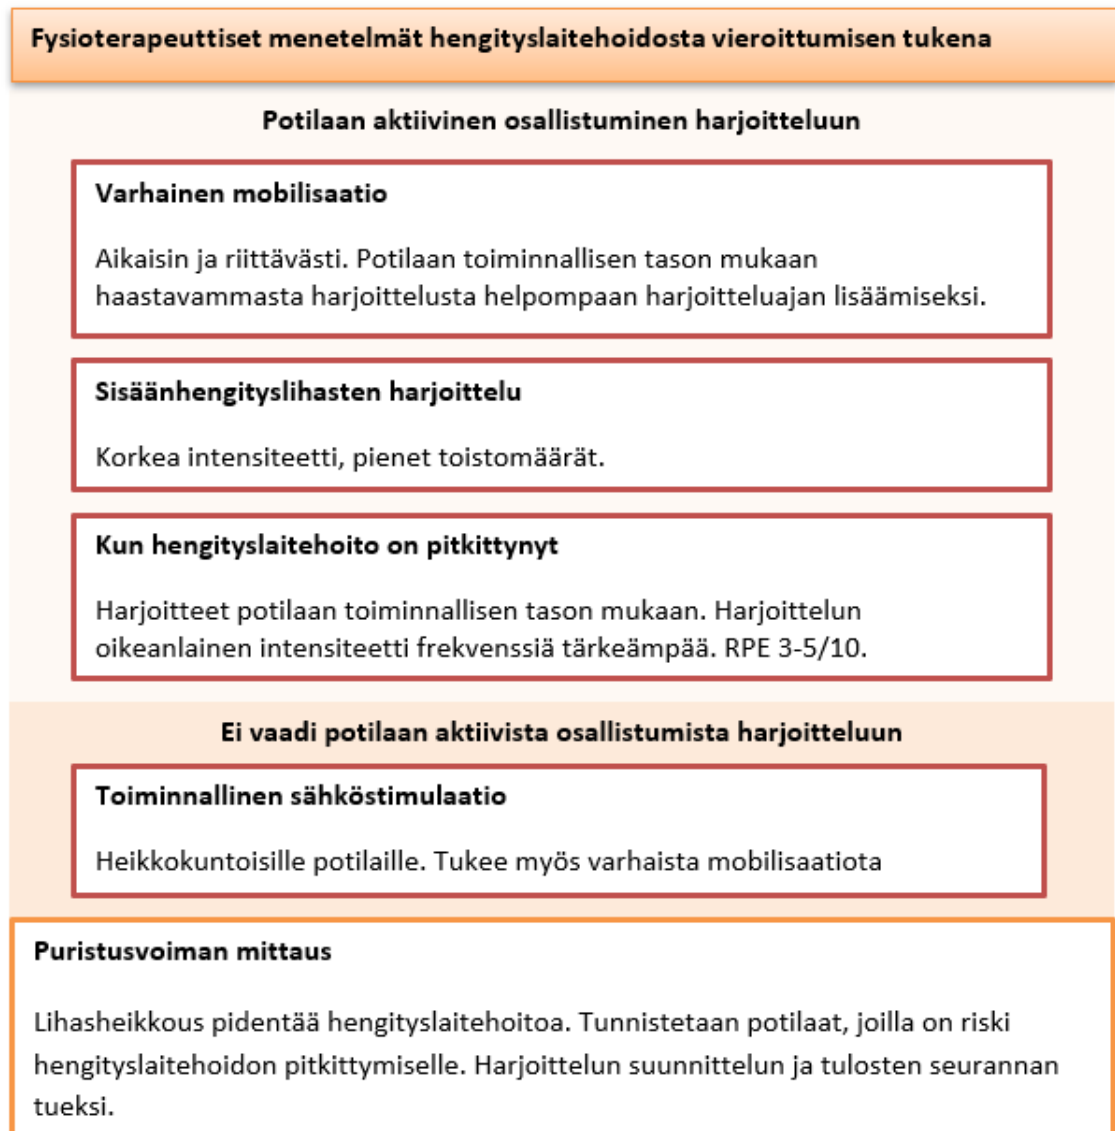 Fysioterapeuttiset menetelmät hengityslaitehoidosta vieroittumisen tukena
Potilaan aktiivinen osallistuminen harjoitteluun
Varhainen mobilisaatio
Aikaisin ja riittävästi. Potilaan toiminnallisen tason mukaan
haastavammasta harjoittelusta helpompaan harjoitteluajan lisäämiseksi.
Sisäänhengityslihasten harjoittelu
Korkea intensiteetti, pienet toistomäärät.
Kun hengityslaitehoito on pitkittynyt
Harjoitteet potilaan toiminnallisen tason mukaan. Harjoittelun
oikeanlainen intensiteetti frekvenssiä tärkeämpää. RPE 3-5/10.
Ei vaadi potilaan aktiivista osallistumista harjoitteluun
Toiminnallinen sähköstimulaatio
Heikkokuntoisille potilaille. Tukee myös varhaista mobilisaatiota
Puristusvoiman mittaus
Lihasheikkous pidentää hengityslaitehoitoa. Tunnistetaan potilaat, joilla on riski
hengityslaitehoidon pitkittymiselle. Harjoittelun suunnittelun ja tulosten seurannan
tueksi.